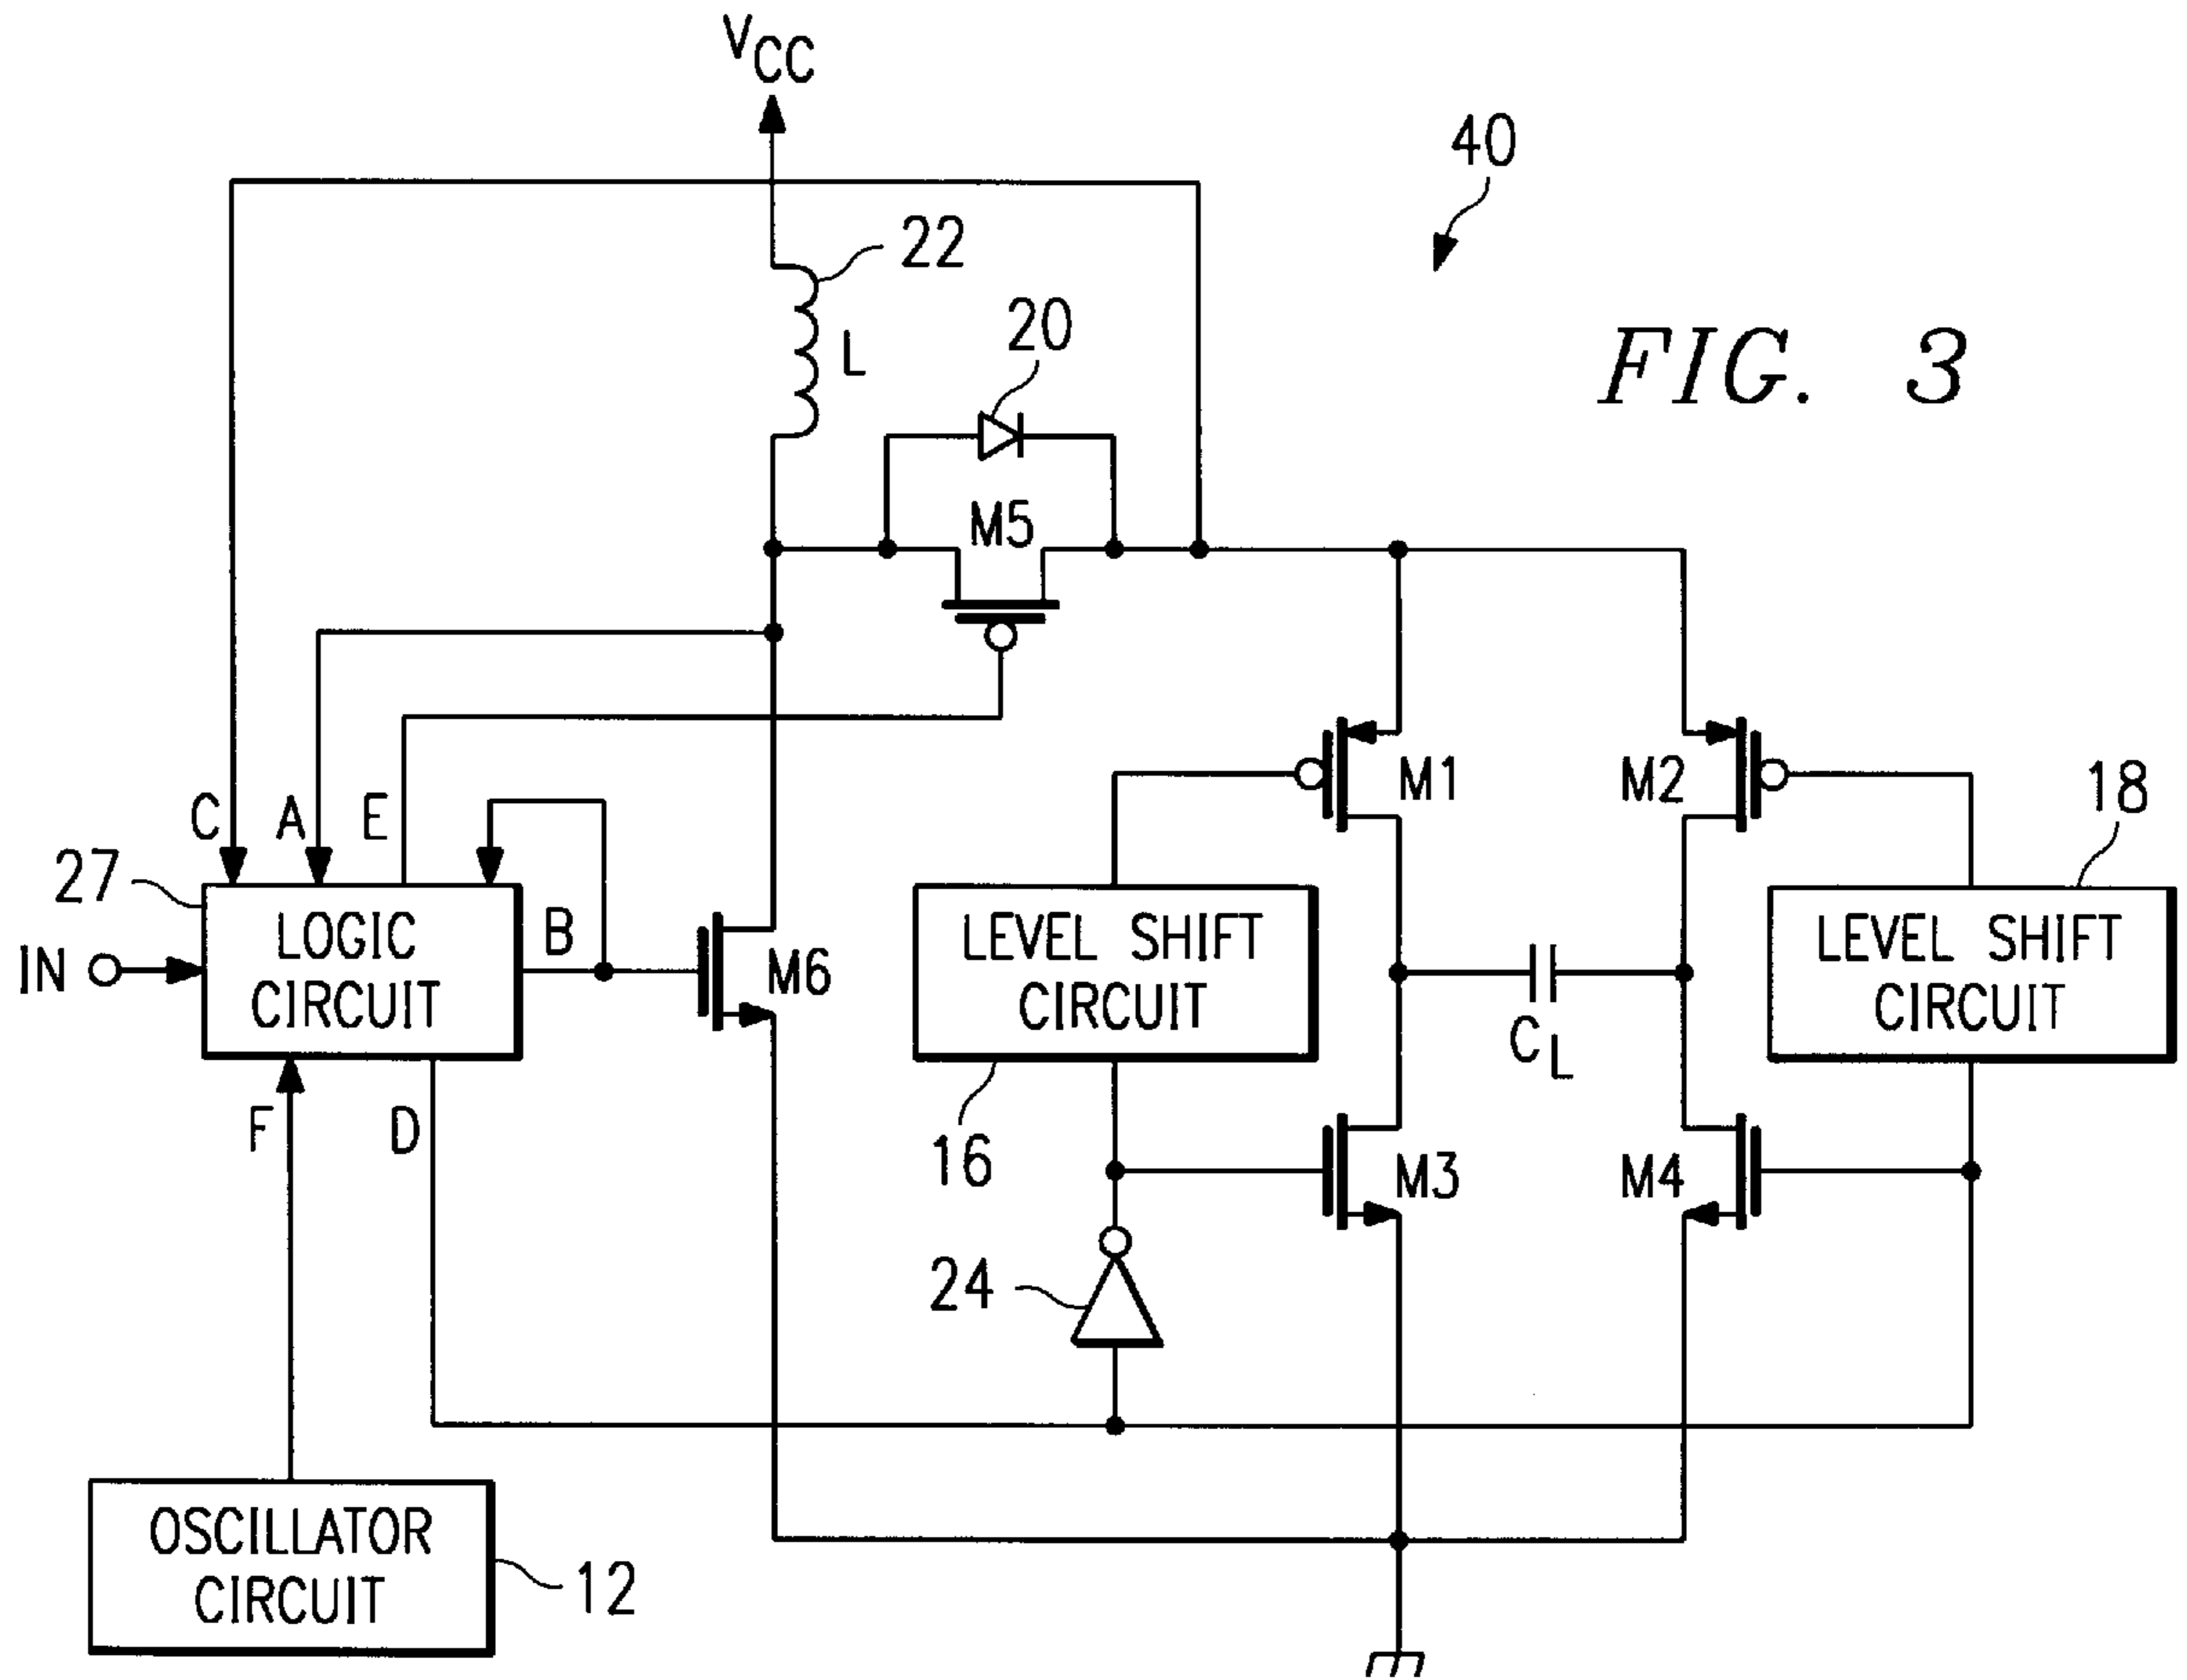 VCC
40
22
FIG. 3
20
L
M5
C
A
E
M1
M2
18
27
LOGIC
CIRCUIT
IN
B
M6
LEVEL SHIFT
CIRCUIT
LEVEL SHIFT
CIRCUIT
CL
F
D
16
M3
M4
24
OSCILLATOR
CIRCUIT
12